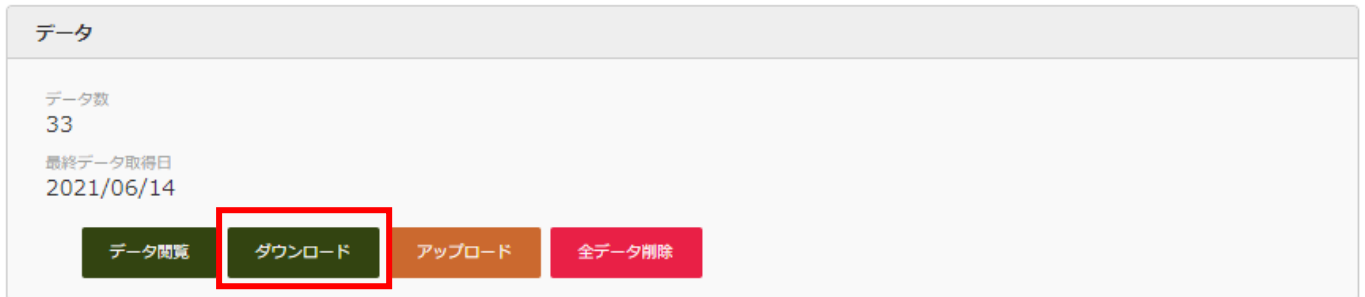 データ
データ数
33
最終データ取得日
2021/06/14
データ閲覧 ダウンロード アップロード 全データ削除